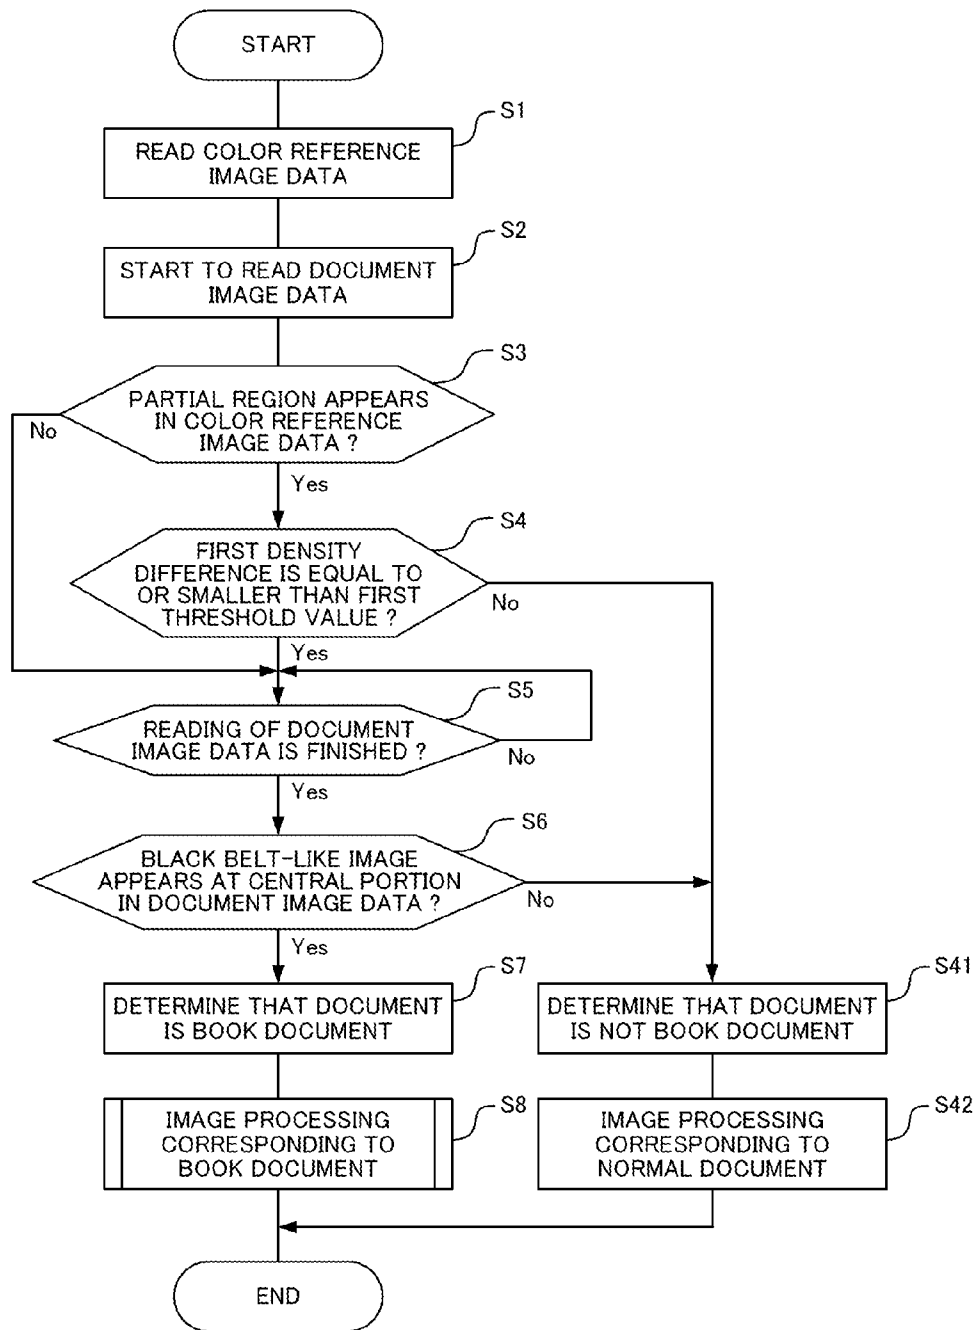 START
S1
READ COLOR REFERENCE
IMAGE DATA
S2
START TO READ DOCUMENT
IMAGE DATA
S3
PARTIAL REGION APPEARS
IN COLOR REFERENCE
IMAGE DATA ?
No
Yes
S4
FIRST DENSITY
DIFFERENCE IS EQUAL TO
OR SMALLER THAN FIRST
THRESHOLD VALUE ?
No
Yes
S5
READING OF DOCUMENT
IMAGE DATA IS FINISHED ?
No
Yes
S6
BLACK BELT-LIKE IMAGE
APPEARS AT CENTRAL PORTION
IN DOCUMENT IMAGE DATA ?
No
Yes
S7
DETERMINE THAT DOCUMENT
IS BOOK DOCUMENT
S41
DETERMINE THAT DOCUMENT
IS NOT BOOK DOCUMENT
S8
IMAGE PROCESSING
CORRESPONDING TO
BOOK DOCUMENT
S42
IMAGE PROCESSING
CORRESPONDING TO
NORMAL DOCUMENT
END